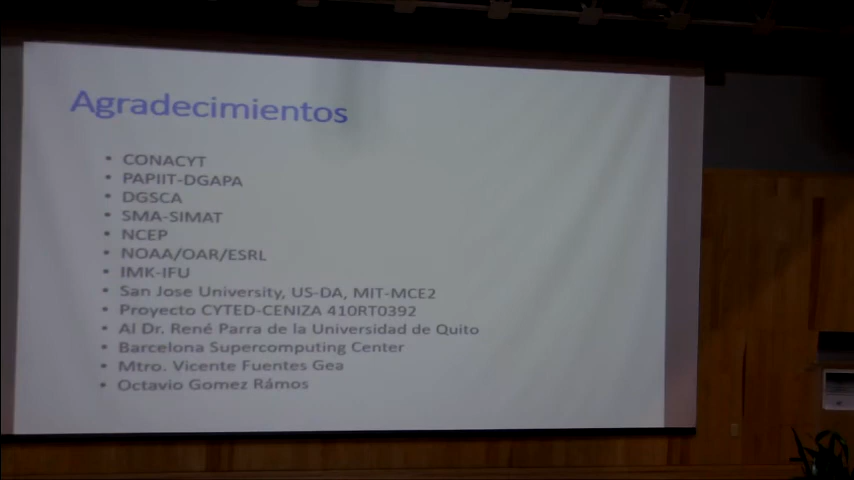 Agradecimientos
• CONACYT
• PAPIIT-DGAPA
• DGSCA
• SMA-SIMAT
• NCEP
• NOAA/OAR/ESRL
• IMK-IFU
• San Jose University, US-DA, MIT-MCE2
• Proyecto CYTED-CENIZA 410RT0392
• Al Dr. René Parra de la Universidad de Quito
• Barcelona Supercomputing Center
• Mtro. Vicente Fuentes Gea
• Octavio Gomez Rámos